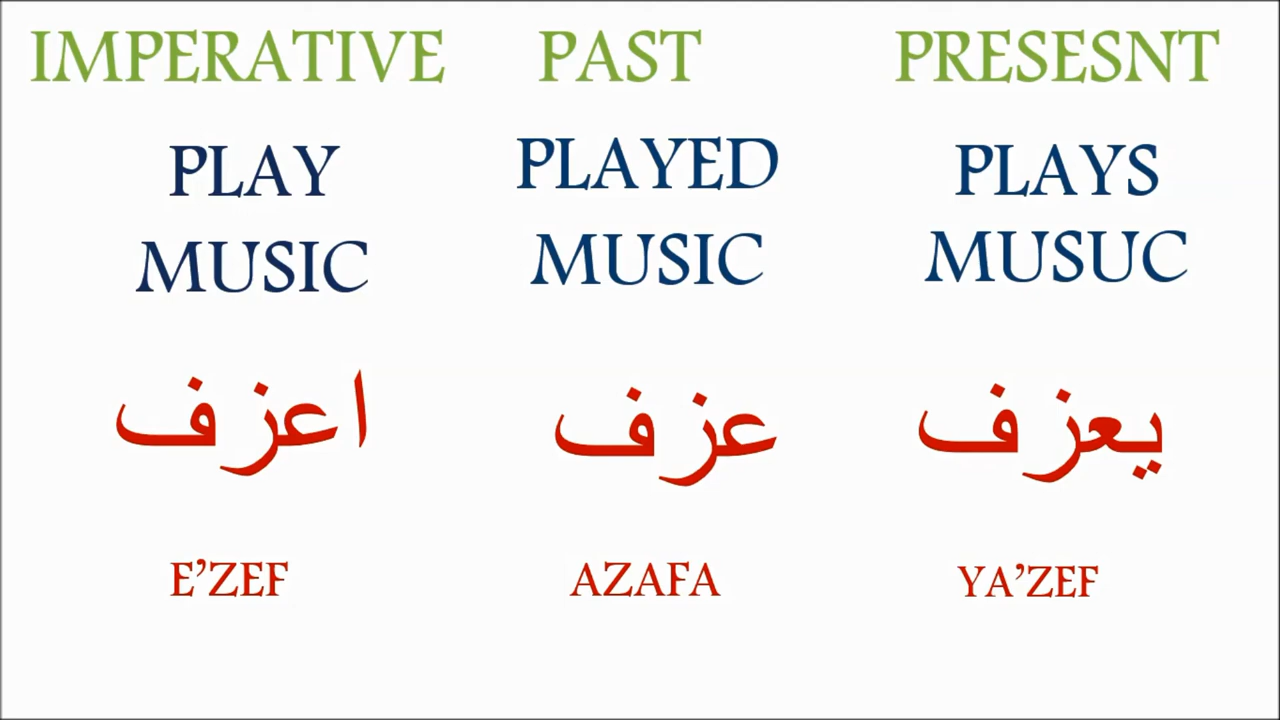 IMPERATIVE PAST PRESESNT
PLAY PLAYED PLAYS
MUSIC MUSIC MUSUC
اعزف عزف يعزف
E'ZEF AZAFA YA'ZEF